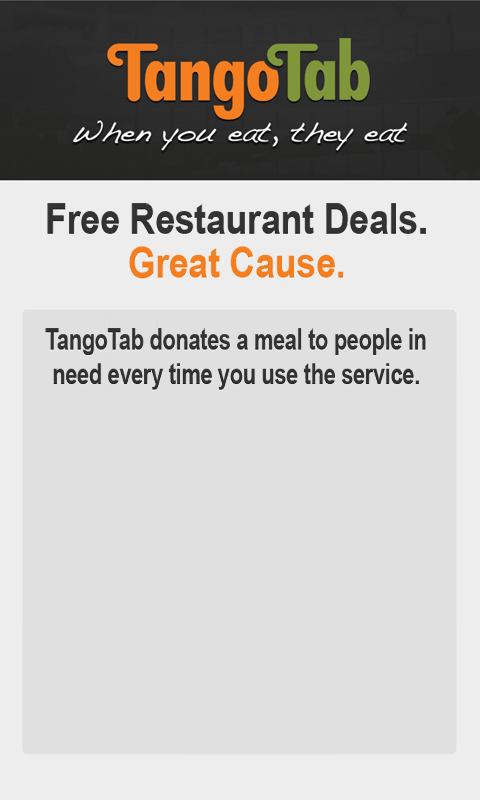 TangoTab
When you eat, they eat
Free Restaurant Deals.
Great Cause.
TangoTab donates a meal to people in
need every time you use the service.